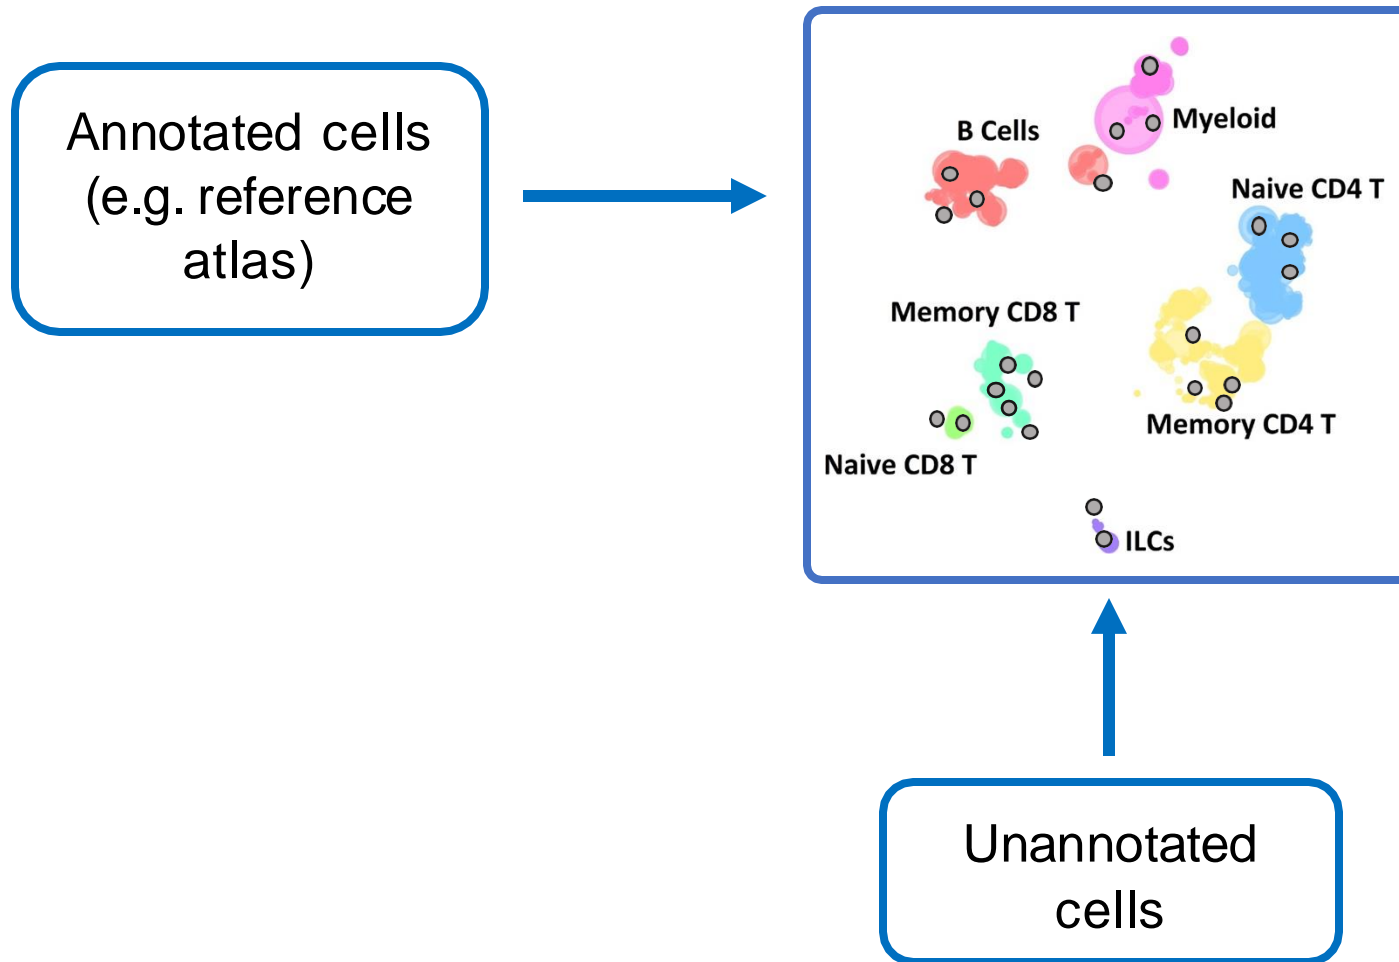 Annotated cells
(e.g. reference
atlas)
B Cells
Myeloid
Naive CD4 T
Memory CD8 T
Memory CD4 T
Naive CD8 T
ILCs
Unannotated
cells